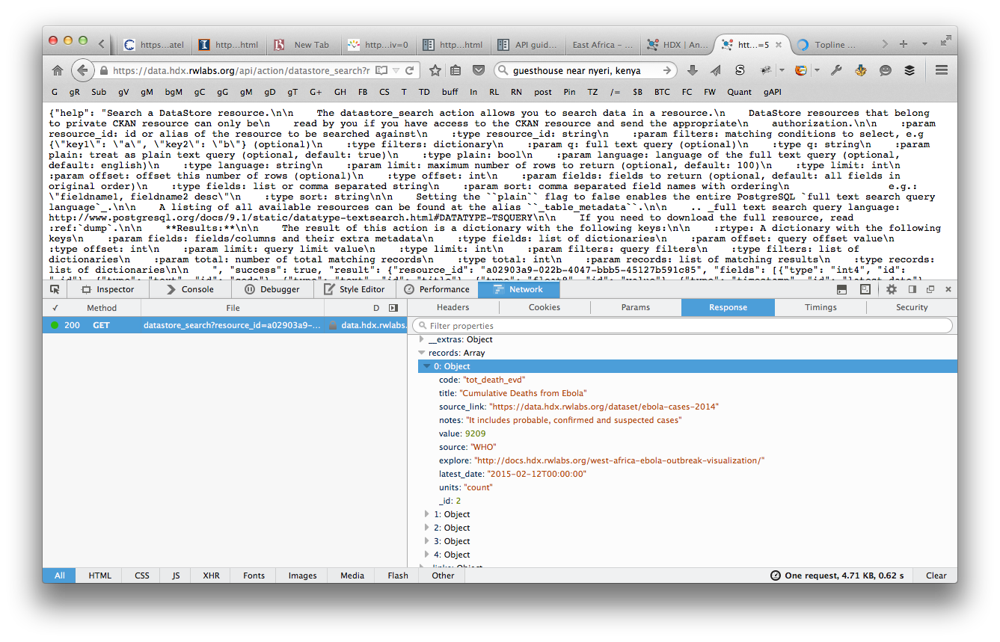 https...atel
http...html
New Tab
http...iv=0
http...html
API guid...
East Africa – ...
HDX | An...
htt...=5
Topline ...
https://data.hdx.rwlabs.org/api/action/datastore_search?r
guesthouse near nyeri, kenya
G gR Sub gV gM bgM gC gG gM gD gT G+ GH FB CS T TD buff In RL RN post Pin TZ /= $B BTC FC FW Quant gAPI
{"help": "Search a DataStore resource.\n\n    The datastore_search action allows you to search data in a resource.\n    DataStore resources that belong
to private CKAN resource can only be\n    read by you if you have access to the CKAN resource and send the appropriate\n    authorization.\n\n    :param
resource_id: id or alias of the resource to be searched against\n    :type resource_id: string\n    :param filters: matching conditions to select, e.g
{\"key1\": \"a\", \"key2\": \"b\"} (optional)\n    :type filters: dictionary\n    :param q: full text query (optional)\n    :type q: string\n    :param
plain: treat as plain text query (optional, default: true)\n    :type plain: bool\n    :param language: language of the full text query (optional,
default: english)\n    :type language: string\n    :param limit: maximum number of rows to return (optional, default: 100)\n    :type limit: int\n
:param offset: offset this number of rows (optional)\n    :type offset: int\n    :param fields: fields to return (optional, default: all fields in
original order)\n    :type fields: list or comma separated string\n    :param sort: comma separated field names with ordering\n    e.g.:
\"fieldname1, fieldname2 desc\"\n    :type sort: string\n\n    Setting the ``plain`` flag to false enables the entire PostgreSQL `full text search query
language`_.\n\n    A listing of all available resources can be found at the alias ``_table_metadata``.\n\n    .. _full text search query language:
http://www.postgresql.org/docs/9.1/static/datatype-textsearch.html#DATATYPE-TSQUERY\n\n    If you need to download the full resource, read
:ref:`dump`.\n\n    **Results:**\n\n    The result of this action is a dictionary with the following keys:\n\n    :rtype: A dictionary with the following
keys\n    :param fields: fields/columns and their extra metadata\n    :type fields: list of dictionaries\n    :param offset: query offset value\n
:type offset: int\n    :param limit: query limit value\n    :type limit: int\n    :param filters: query filters\n    :type filters: list of
dictionaries\n    :param total: number of total matching records\n    :type total: int\n    :param records: list of matching results\n    :type records:
list of dictionaries\n\n    ", "success": true, "result": {"resource_id": "a02903a9-022b-4047-bbb5-45127b591c85", "fields": [{"type": "int4", "id":
Inspector Console Debugger Style Editor Performance Network
✓ Method File D
Headers Cookies Params Response Timings Security
200 GET datastore_search?resource_id=a02903a9-... data.hdx.rwlabs.
Filter properties
__extras: Object
records: Array
0: Object
code: "tot_death_evd"
title: "Cumulative Deaths from Ebola"
source_link: "https://data.hdx.rwlabs.org/dataset/ebola-cases-2014"
notes: "It includes probable, confirmed and suspected cases"
value: 9209
source: "WHO"
explore: "http://docs.hdx.rwlabs.org/west-africa-ebola-outbreak-visualization/"
latest_date: "2015-02-12T00:00:00"
units: "count"
_id: 2
1: Object
2: Object
3: Object
4: Object
All HTML CSS JS XHR Fonts Images Media Flash Other
One request, 4.71 KB, 0.62 s
Clear